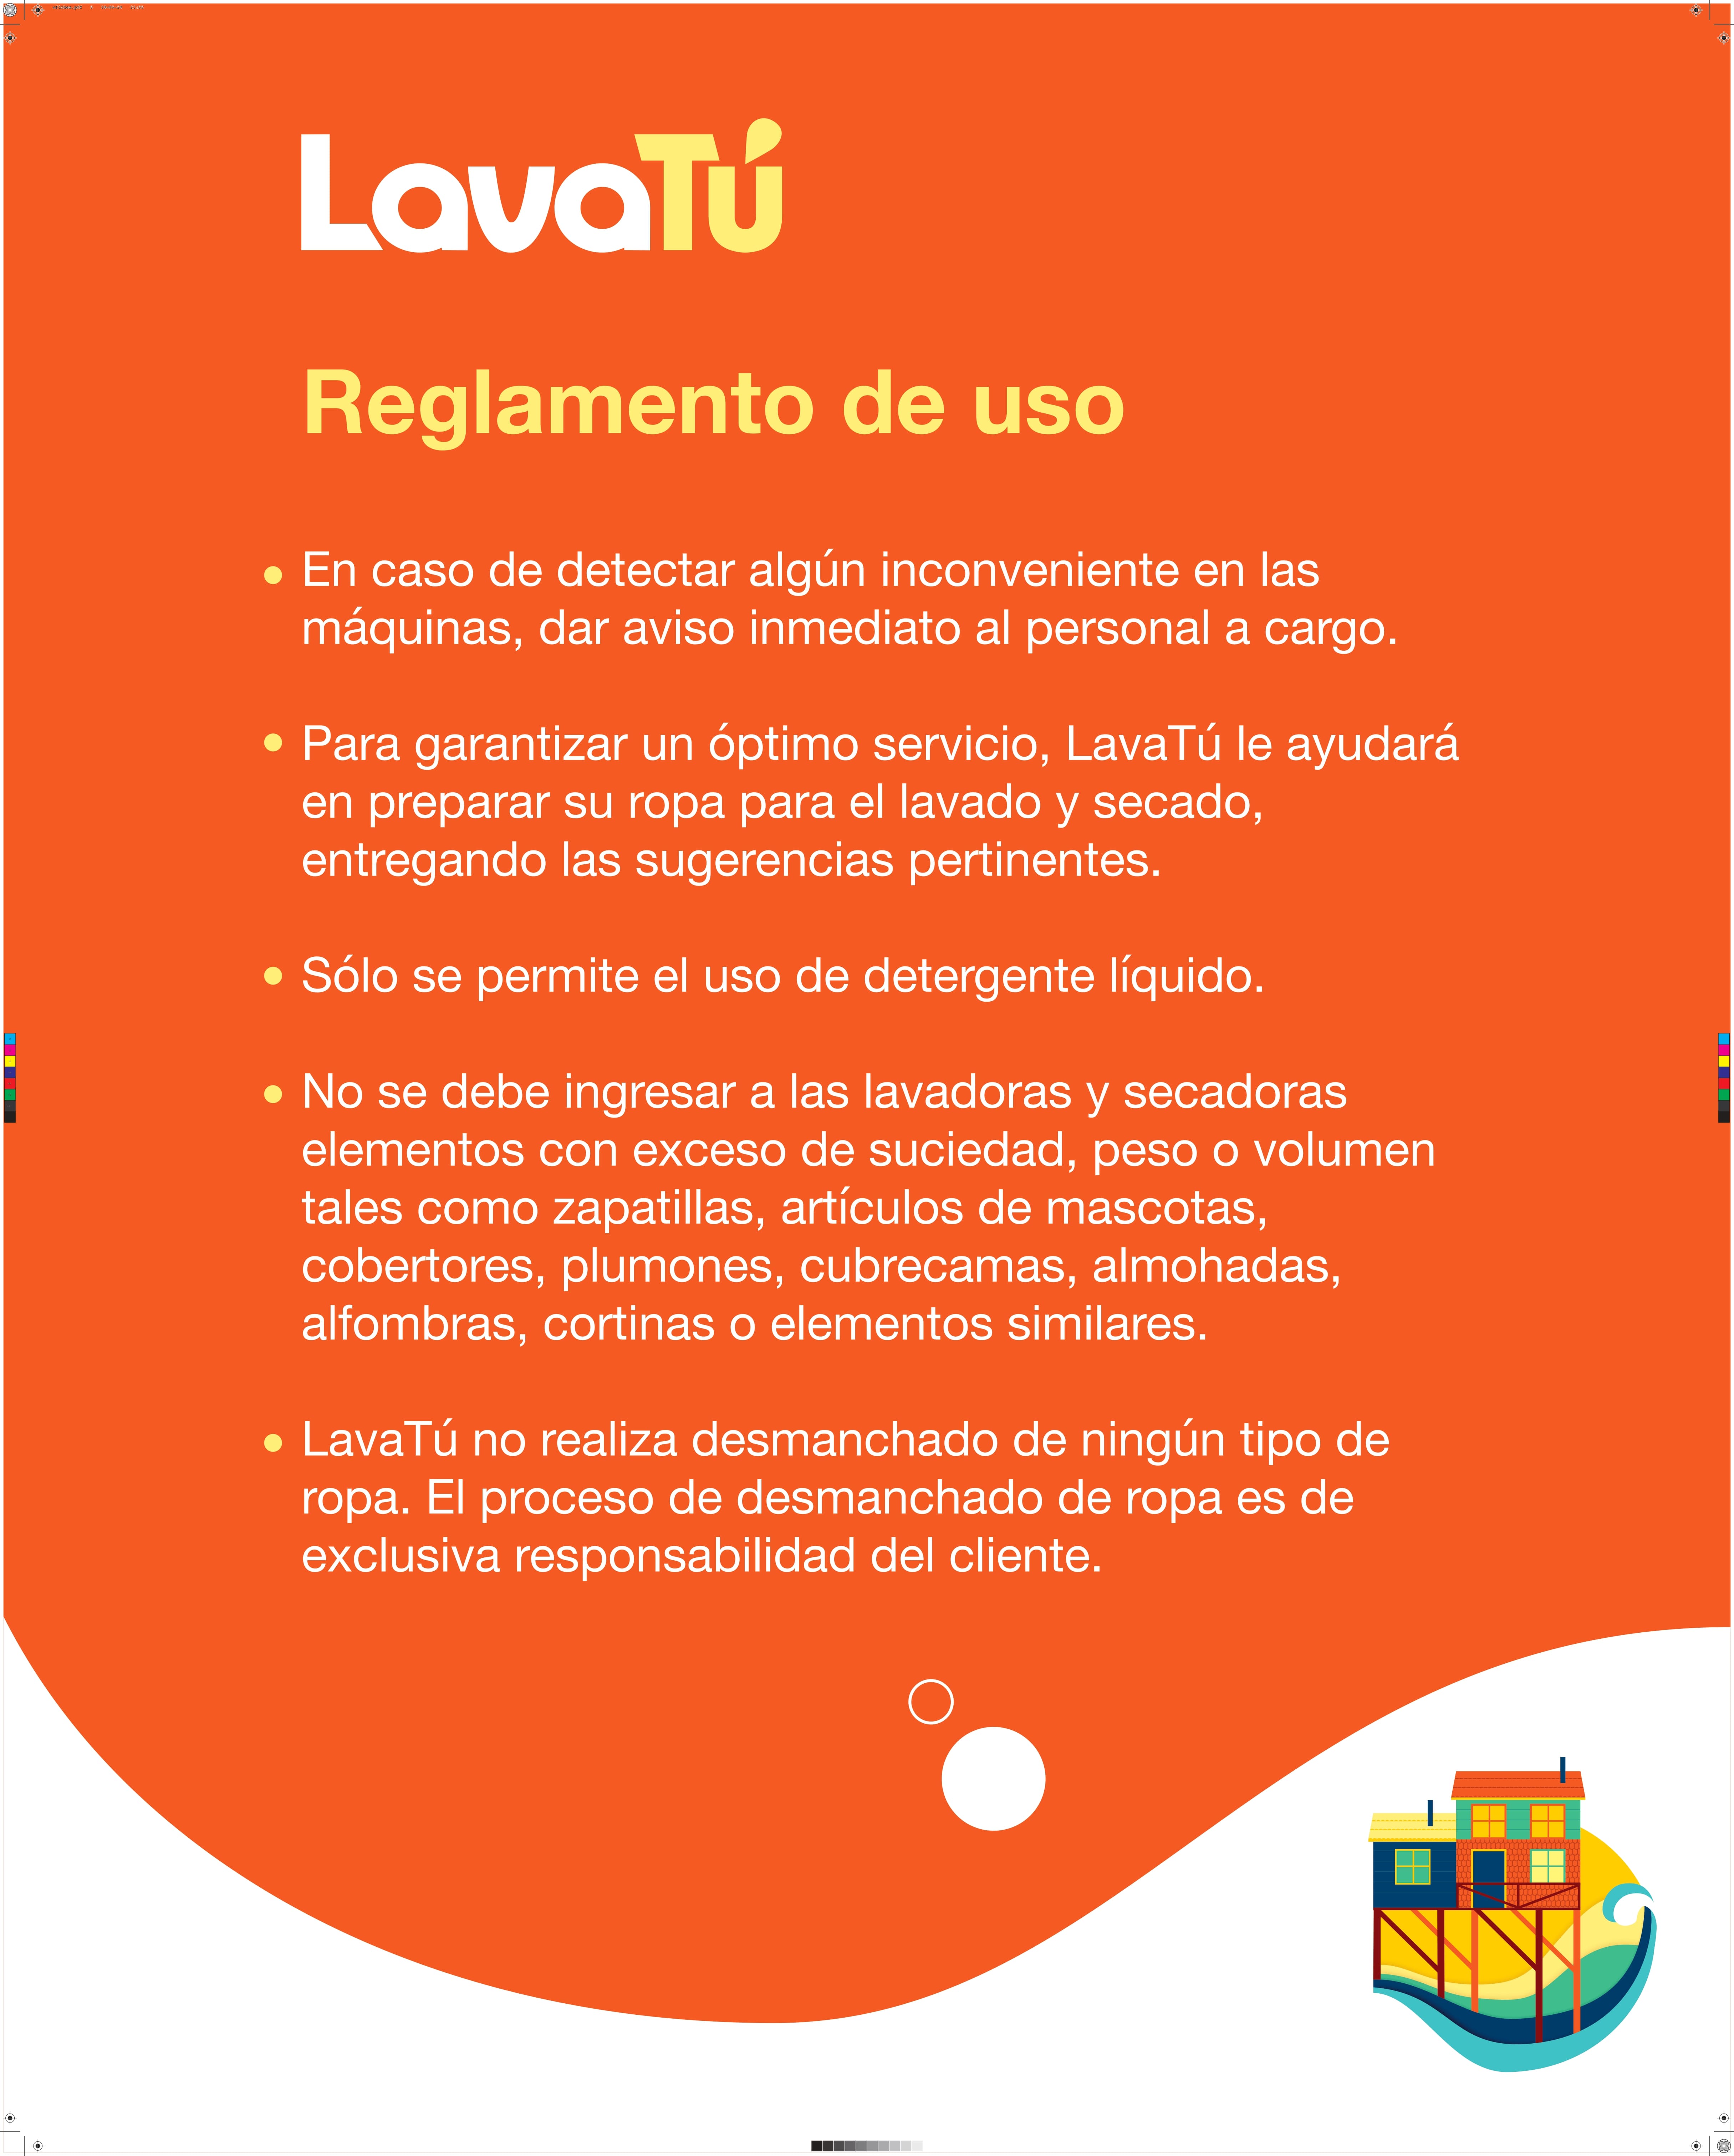 LavaTú
Reglamento de uso
En caso de detectar algún inconveniente en las
máquinas, dar aviso inmediato al personal a cargo.
Para garantizar un óptimo servicio, LavaTú le ayudará
en preparar su ropa para el lavado y secado,
entregando las sugerencias pertinentes.
Sólo se permite el uso de detergente líquido.
No se debe ingresar a las lavadoras y secadoras
elementos con exceso de suciedad, peso o volumen
tales como zapatillas, artículos de mascotas,
cobertores, plumones, cubrecamas, almohadas,
alfombras, cortinas o elementos similares.
LavaTú no realiza desmanchado de ningún tipo de
ropa. El proceso de desmanchado de ropa es de
exclusiva responsabilidad del cliente.